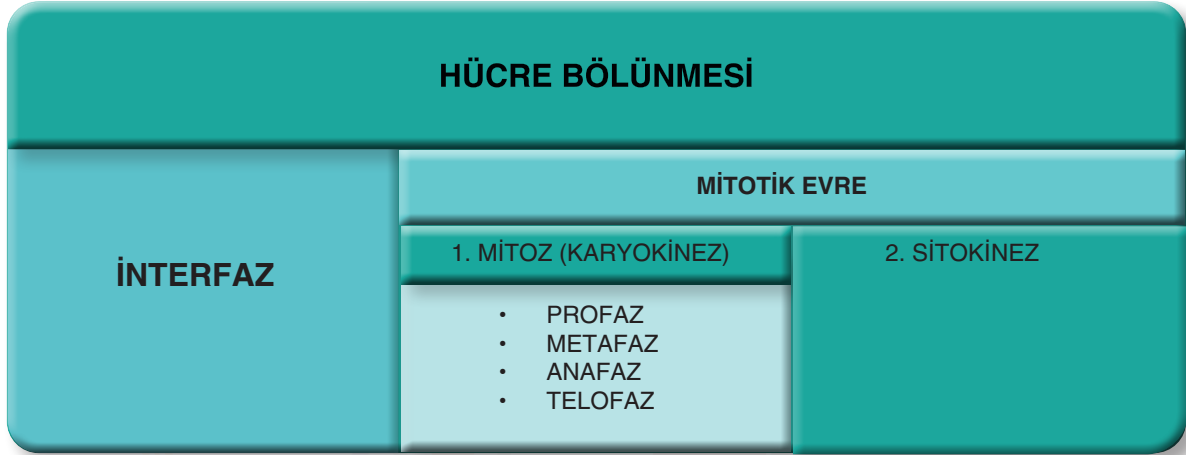 HÜCRE BÖLÜNMESİ
MİTOTİK EVRE
İNTERFAZ
1. MİTOZ (KARYOKİNEZ)
2. SİTOKİNEZ
• PROFAZ
• METAFAZ
• ANAFAZ
• TELOFAZ